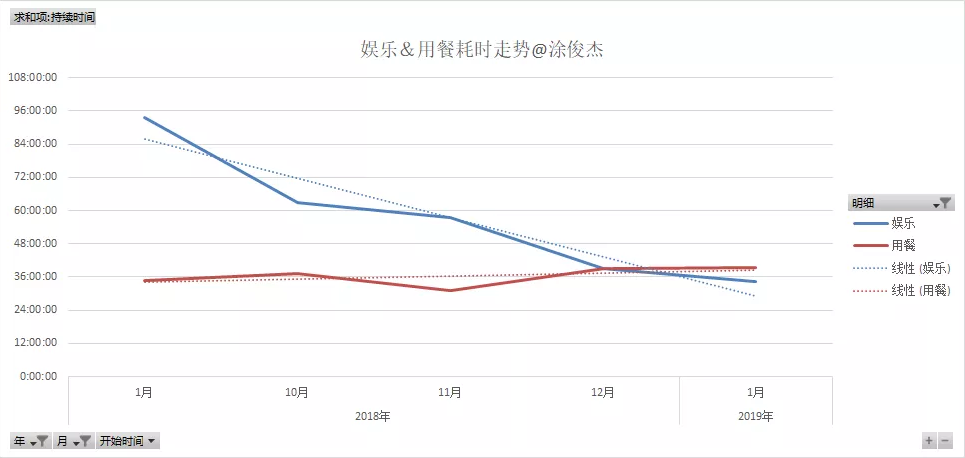 求和项:持续时间
娱乐＆用餐耗时走势@涂俊杰
108:00:00
96:00:00
84:00:00
72:00:00
60:00:00
48:00:00
36:00:00
24:00:00
12:00:00
0:00:00
明细
娱乐
用餐
线性 (娱乐)
线性 (用餐)
1月 10月 11月 12月 1月
2018年 2019年
年 月 开始时间